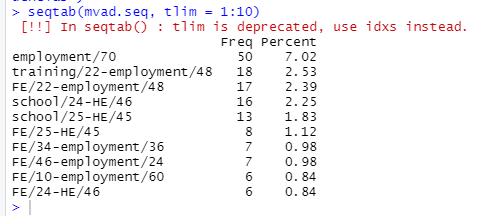 > seqtab(mvad.seq, tlim = 1:10)
[!!] In seqtab() : tlim is deprecated, use idxs instead.
Freq Percent
employment/70 50 7.02
training/22-employment/48 18 2.53
FE/22-employment/48 17 2.39
school/24-HE/46 16 2.25
school/25-HE/45 13 1.83
FE/25-HE/45 8 1.12
FE/34-employment/36 7 0.98
FE/46-employment/24 7 0.98
FE/10-employment/60 6 0.84
FE/24-HE/46 6 0.84
>